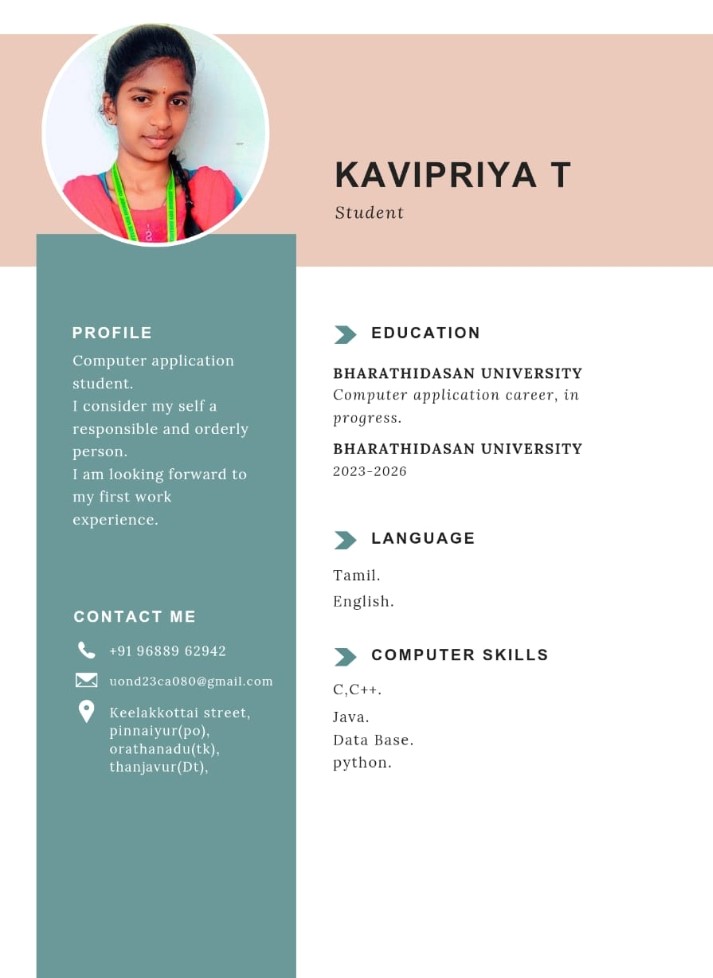 KAVIPRIYA T
Student
PROFILE
Computer application
student.
I consider my self a
responsible and orderly
person.
I am looking forward to
my first work
experience.
CONTACT ME
+91 96889 62942
uond23ca080@gmail.com
Keelakkottai street,
pinnaiyur(po),
orathanadu(tk),
thanjavur(Dt),
EDUCATION
BHARATHIDASAN UNIVERSITY
Computer application career, in
progress.
BHARATHIDASAN UNIVERSITY
2023-2026
LANGUAGE
Tamil.
English.
COMPUTER SKILLS
C,C++.
Java.
Data Base.
python.